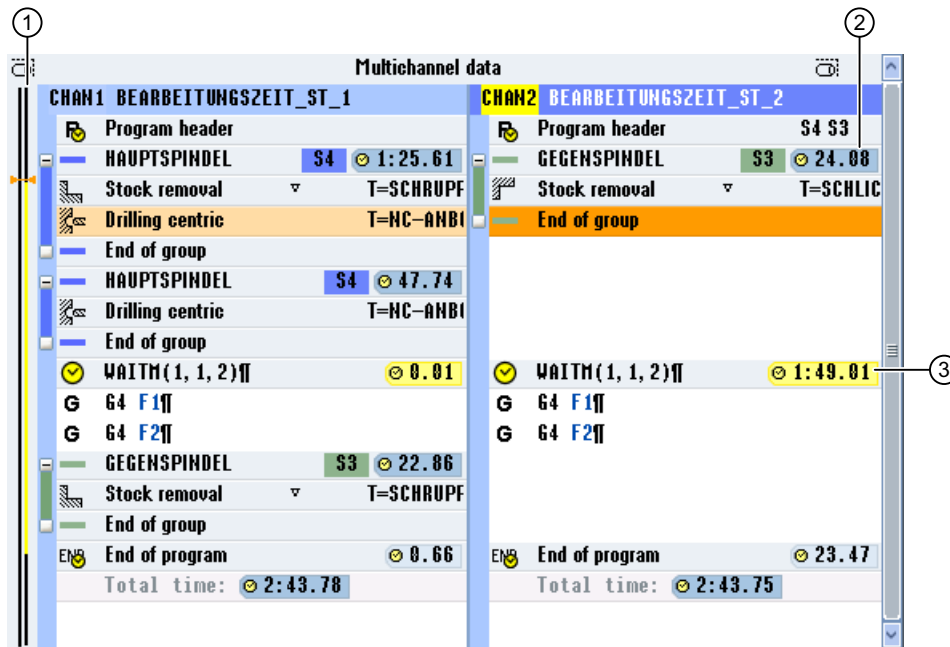 1
2
Multichannel data
CHAN1 BEARBEITUNGSZEIT_ST_1
Program header
HAUPTSPINDEL S4 1:25.61
Stock removal T=SCHRUPF
Drilling centric T=NC-ANB
End of group
HAUPTSPINDEL S4 47.74
Drilling centric T=NC-ANB
End of group
WAITM(1, 1, 2)¶ 0.01
G G4 F1¶
G G4 F2¶
GEGENSPINDEL S3 22.86
Stock removal T=SCHRUPF
End of group
END End of program 0.66
Total time: 2:43.78
CHAN2 BEARBEITUNGSZEIT_ST_2
Program header S4 S3
GEGENSPINDEL S3 24.08
Stock removal T=SCHLIC
End of group
WAITM(1, 1, 2)¶ 1:49.01
3
G G4 F1¶
G G4 F2¶
END End of program 23.47
Total time: 2:43.75